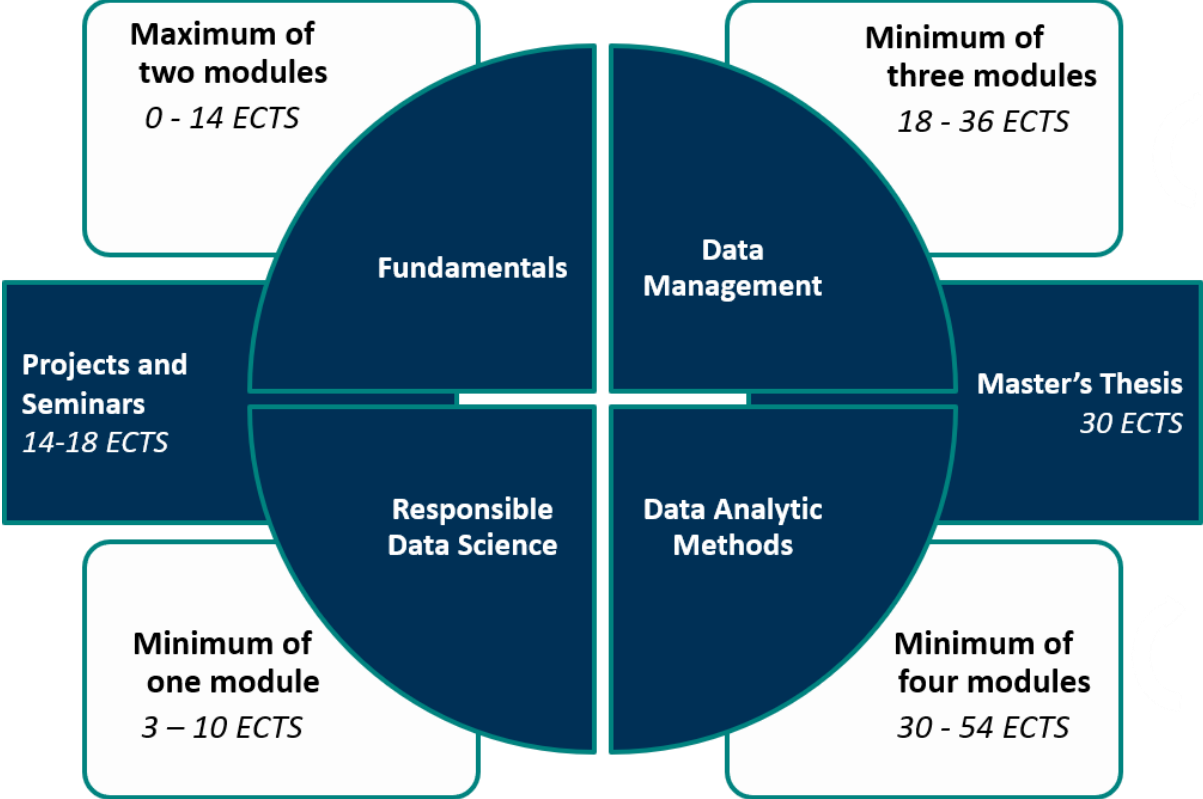 Maximum of
two modules
0 - 14 ECTS
Minimum of
three modules
18 - 36 ECTS
Fundamentals
Data
Management
Projects and
Seminars
14-18 ECTS
Master’s Thesis
30 ECTS
Responsible
Data Science
Data Analytic
Methods
Minimum of
one module
3 – 10 ECTS
Minimum of
four modules
30 - 54 ECTS